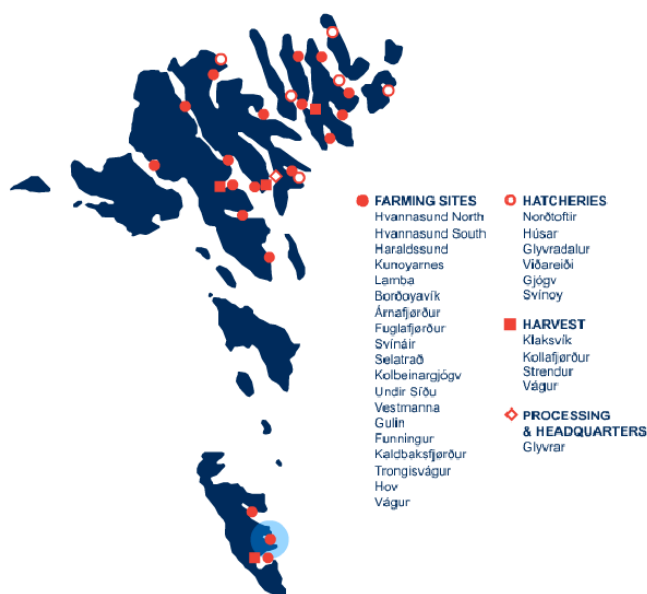 FARMING SITES
Hvannasund North
Hvannasund South
Haraldssund
Kunoyarnes
Lamba
Borðoyavík
Árnafjørður
Fuglafjørður
Svínáir
Selatrað
Kolbeinargjógv
Undir Síðu
Vestmanna
Gulin
Funningur
Kaldbaksfjørður
Trongisvágur
Hov
Vágur
HATCHERIES
Norðtoftir
Húsar
Glyvradalur
Viðareiði
Gjógv
Svínoy
HARVEST
Klaksvík
Kollafjørður
Strendur
Vágur
PROCESSING
& HEADQUARTERS
Glyvrar